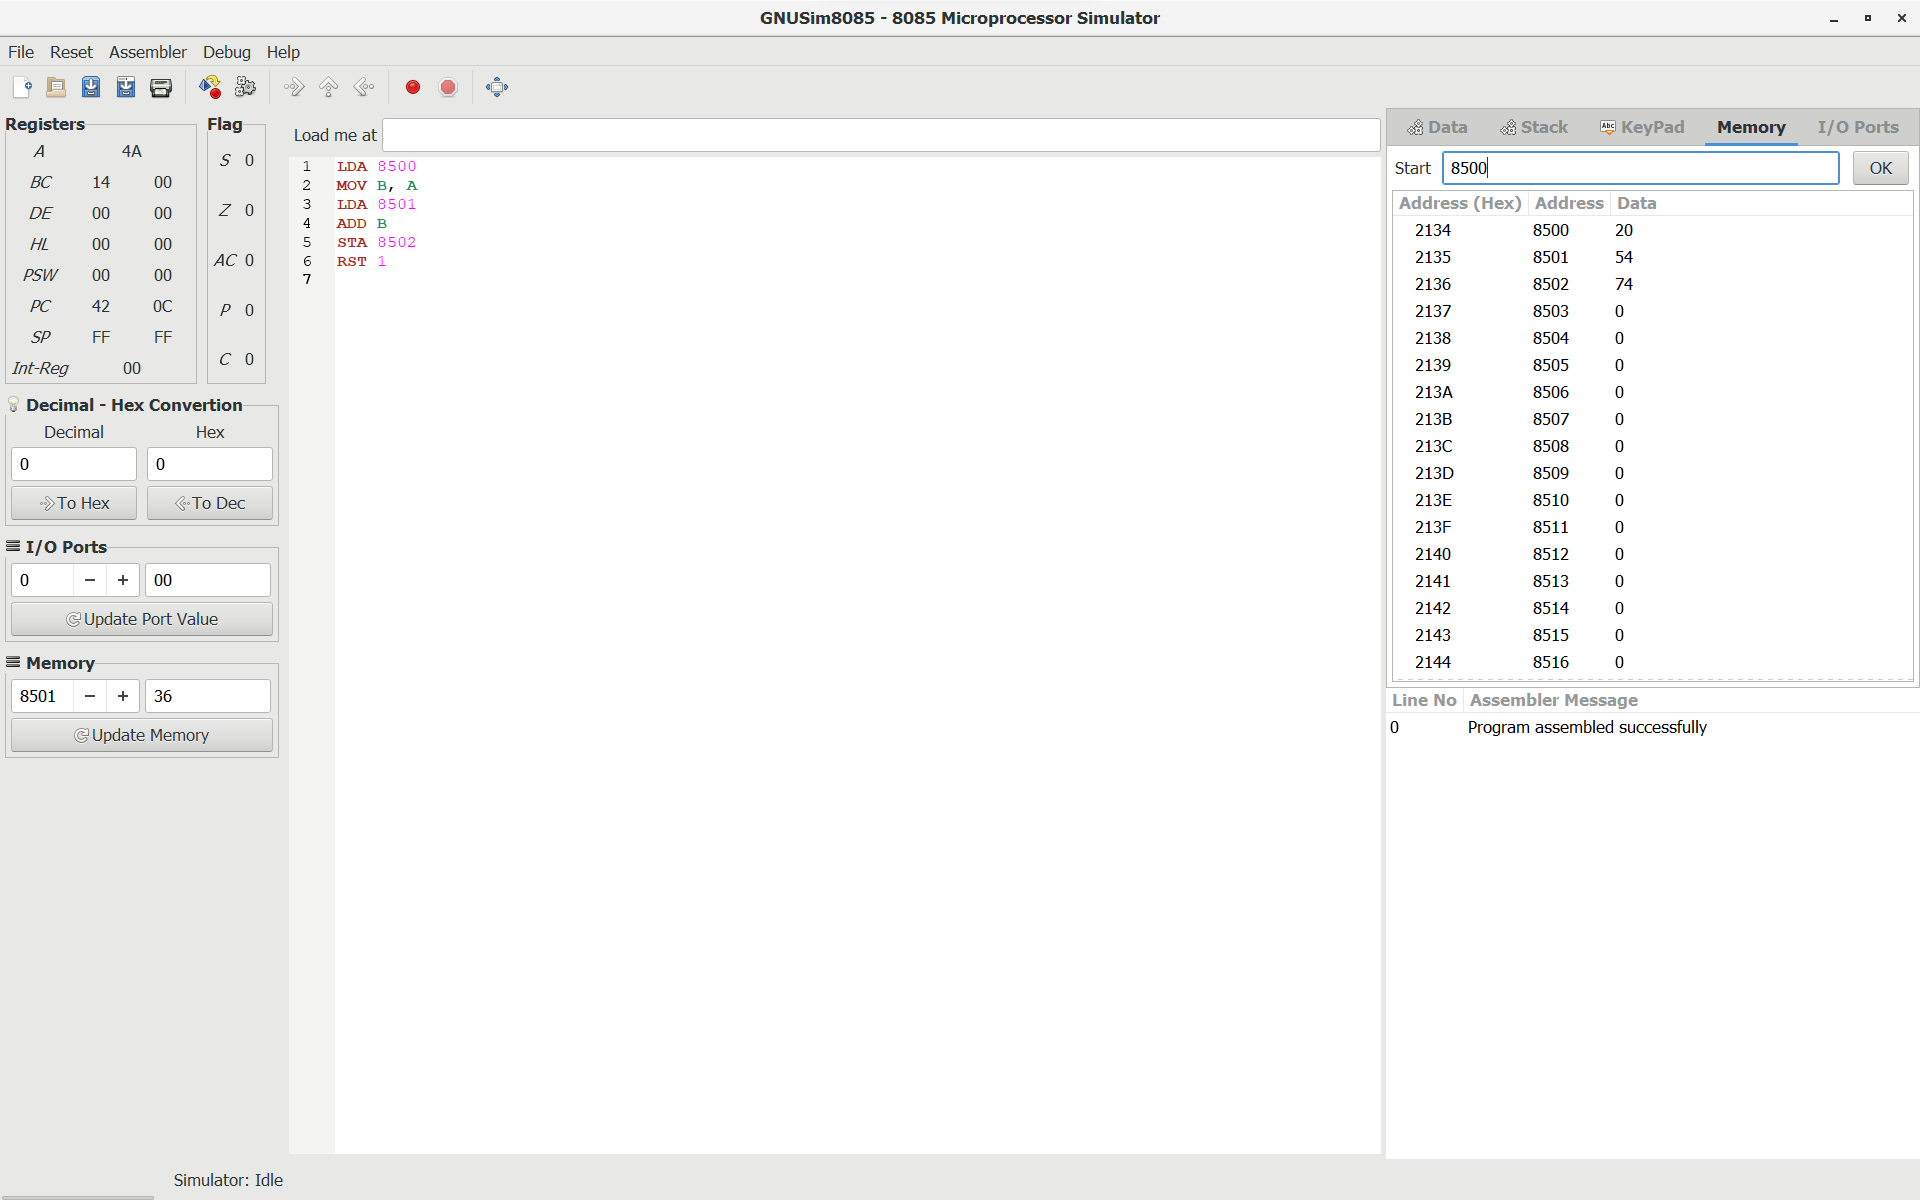 GNUSim8085 - 8085 Microprocessor Simulator
File Reset Assembler Debug Help
Registers
A 4A
BC 14 00
DE 00 00
HL 00 00
PSW 00 00
PC 42 0C
SP FF FF
Int-Reg 00
Flag
S 0
Z 0
AC 0
P 0
C 0
Decimal - Hex Convertion
Decimal Hex
0 0
To Hex To Dec
I/O Ports
0 − + 00
Update Port Value
Memory
8501 − + 36
Update Memory
Load me at
1 LDA 8500
2 MOV B, A
3 LDA 8501
4 ADD B
5 STA 8502
6 RST 1
7
Data Stack Abc KeyPad Memory I/O Ports
Start 8500 OK
Address (Hex) Address Data
2134 8500 20
2135 8501 54
2136 8502 74
2137 8503 0
2138 8504 0
2139 8505 0
213A 8506 0
213B 8507 0
213C 8508 0
213D 8509 0
213E 8510 0
213F 8511 0
2140 8512 0
2141 8513 0
2142 8514 0
2143 8515 0
2144 8516 0
Line No Assembler Message
0 Program assembled successfully
Simulator: Idle